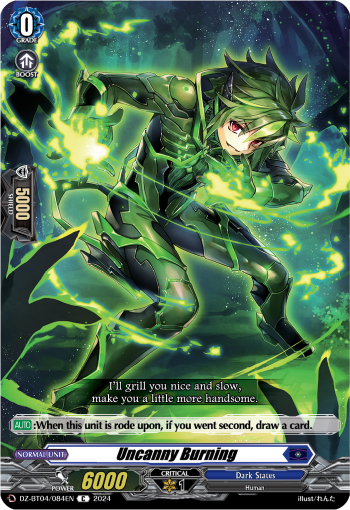 0
GRADE
BOOST
5000
SHIELD
I'll grill you nice and slow,
make you a little more handsome.
AUTO:When this unit is rode upon, if you went second, draw a card.
NORMAL UNIT
Uncanny Burning
POWER
6000
CRITICAL
1
Dark States
Human
DZ-BT04/084EN C 2024
illust/れんた